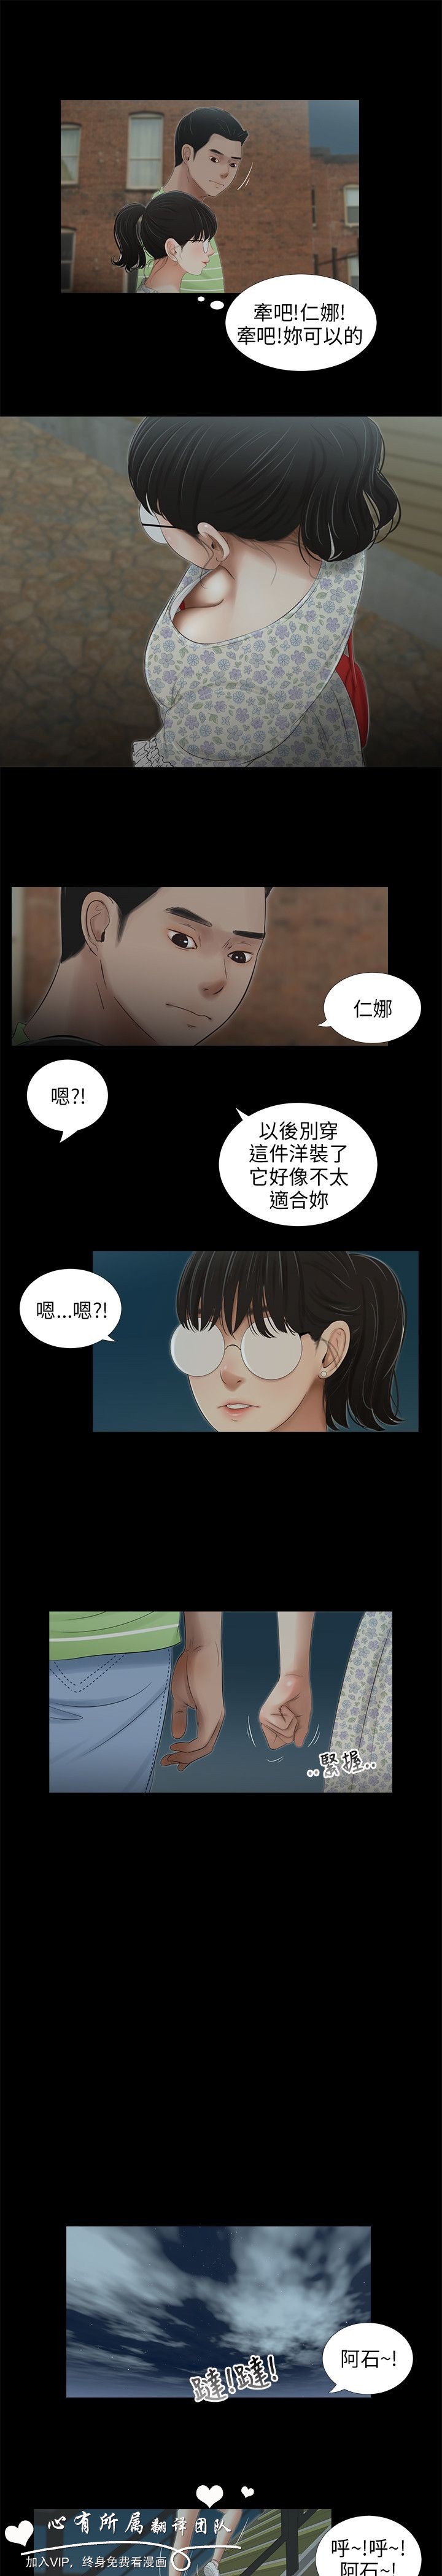 牽吧!仁娜!
牽吧!妳可以的
仁娜
嗯?!
以後別穿
這件洋裝了
它好像不太
適合妳
嗯...嗯?!
..緊握..
阿石~!
躂!躂!
心有所属翻译团队
加入VIP，终身免费看漫画
呼~!呼~!
阿石~!